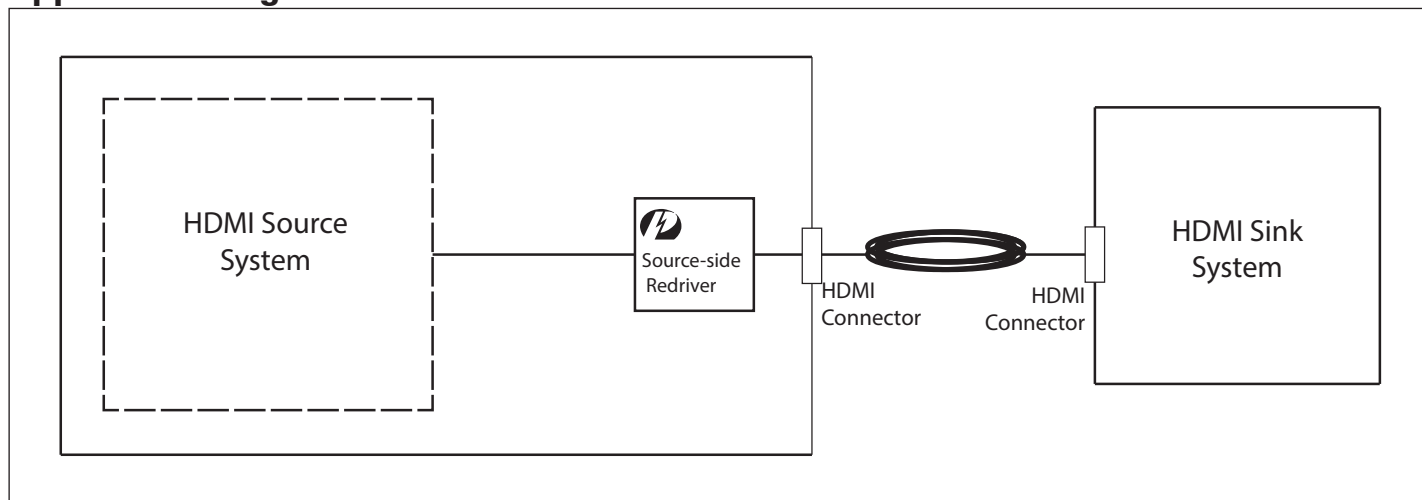 HDMI Source
System
Source-side
Redriver
HDMI
Connector
HDMI
Connector
HDMI Sink
System